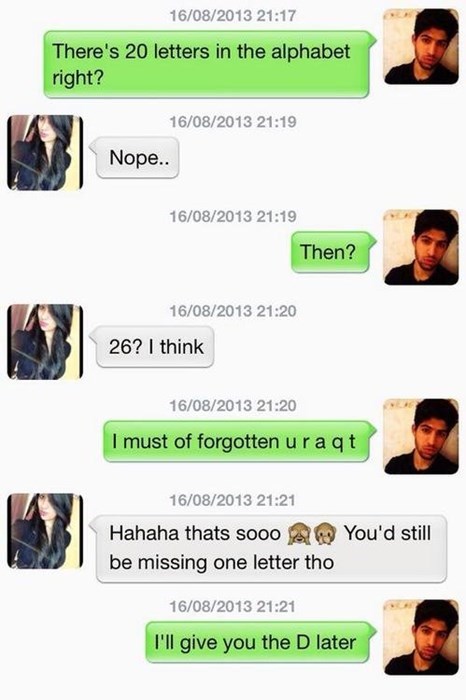 16/08/2013 21:17
There's 20 letters in the alphabet
right?
16/08/2013 21:19
Nope..
16/08/2013 21:19
Then?
16/08/2013 21:20
26? I think
16/08/2013 21:20
I must of forgotten u r a q t
16/08/2013 21:21
Hahaha thats sooo 🙈🙊 You'd still
be missing one letter tho
16/08/2013 21:21
I'll give you the D later